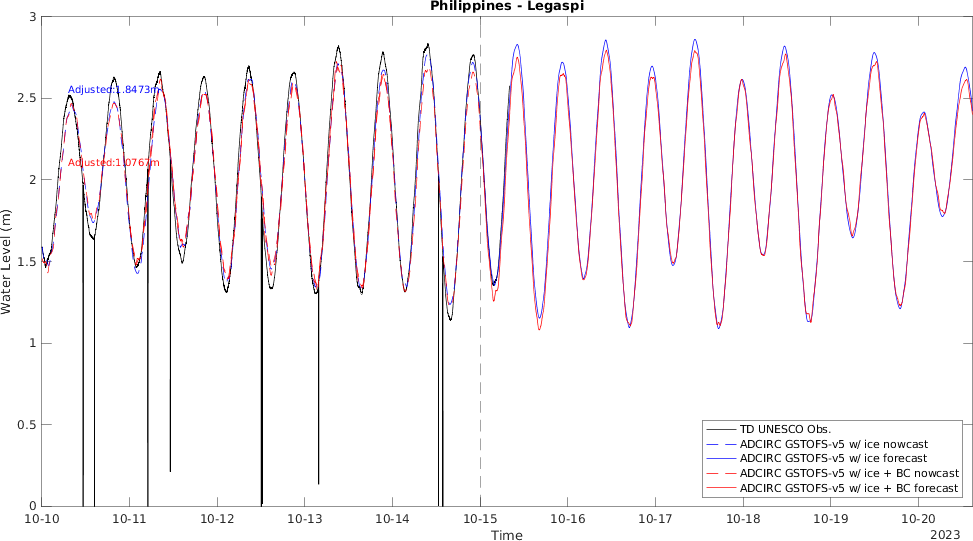 Philippines - Legaspi
3
2.5
2
1.5
1
0.5
0
Water Level (m)
Adjusted:1.8473m
Adjusted:1.0767m
TD UNESCO Obs.
ADCIRC GSTOFS-v5 w/ ice nowcast
ADCIRC GSTOFS-v5 w/ ice forecast
ADCIRC GSTOFS-v5 w/ ice + BC nowcast
ADCIRC GSTOFS-v5 w/ ice + BC forecast
10-10 10-11 10-12 10-13 10-14 10-15 10-16 10-17 10-18 10-19 10-20
Time
2023